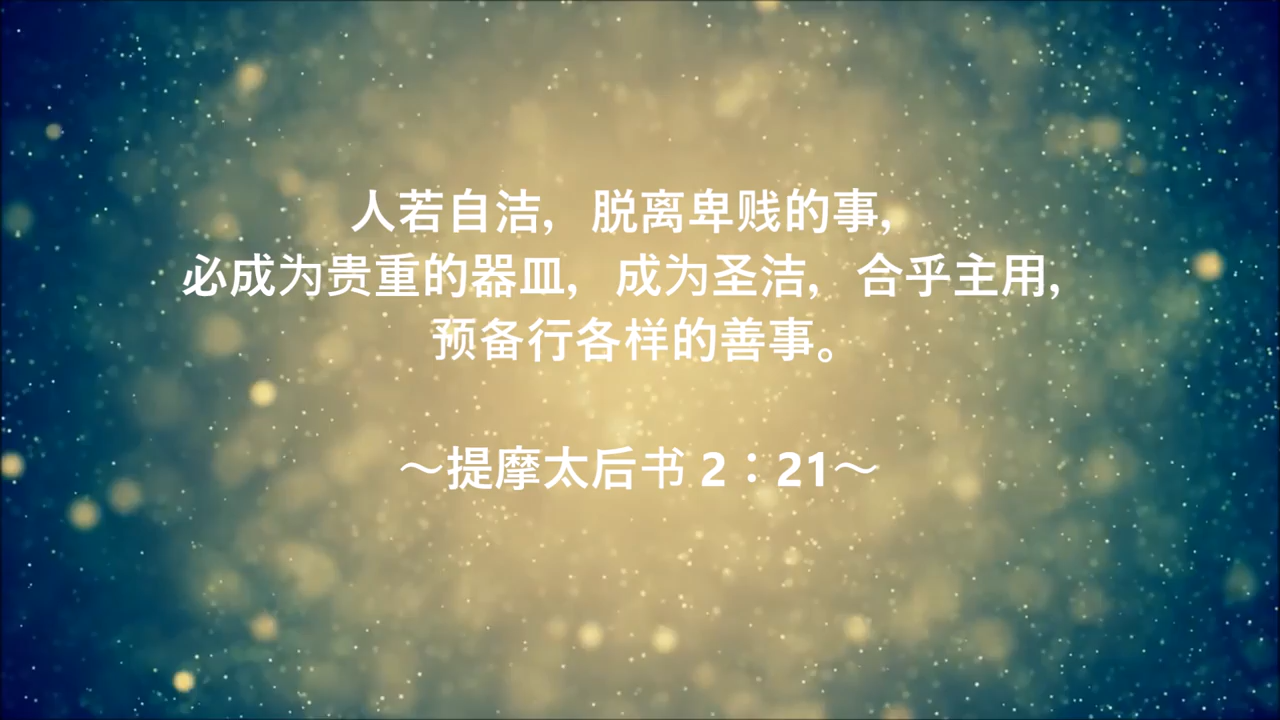 人若自洁，脱离卑贱的事,
必成为贵重的器皿，成为圣洁，合乎主用,
预备行各样的善事。
～提摩太后书 2：21～